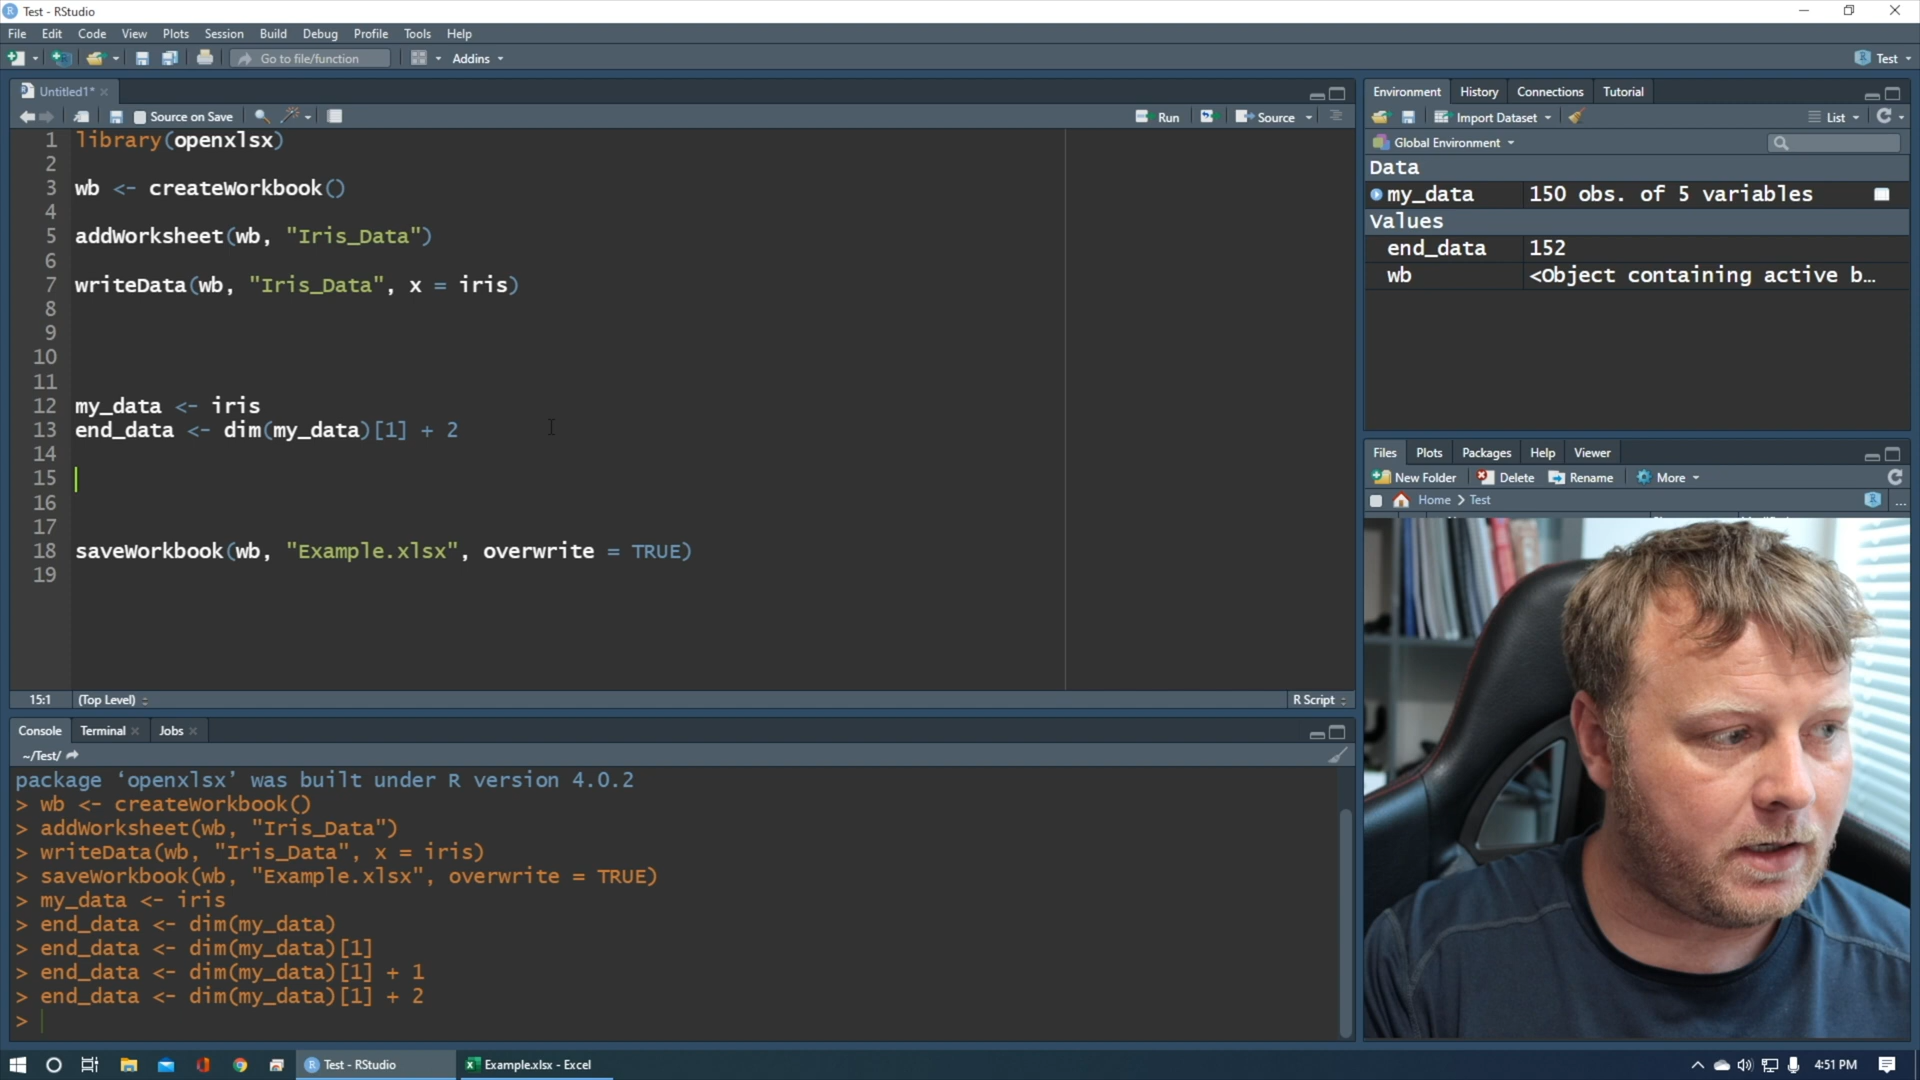 Test - RStudio
File Edit Code View Plots Session Build Debug Profile Tools Help
Go to file/function Addins Test
Untitled1*
Source on Save Run Source
1 library(openxlsx)
2
3 wb <- createWorkbook()
4
5 addWorksheet(wb, "Iris_Data")
6
7 writeData(wb, "Iris_Data", x = iris)
8
9
10
11
12 my_data <- iris
13 end_data <- dim(my_data)[1] + 2
14
15
16
17
18 saveWorkbook(wb, "Example.xlsx", overwrite = TRUE)
19
15:1 (Top Level) R Script
Console Terminal Jobs
~/Test/
package ‘openxlsx’ was built under R version 4.0.2
> wb <- createWorkbook()
> addWorksheet(wb, "Iris_Data")
> writeData(wb, "Iris_Data", x = iris)
> saveWorkbook(wb, "Example.xlsx", overwrite = TRUE)
> my_data <- iris
> end_data <- dim(my_data)
> end_data <- dim(my_data)[1]
> end_data <- dim(my_data)[1] + 1
> end_data <- dim(my_data)[1] + 2
>
Environment History Connections Tutorial
Import Dataset List
Global Environment
Data
my_data 150 obs. of 5 variables
Values
end_data 152
wb <Object containing active b…
Files Plots Packages Help Viewer
New Folder Delete Rename More
Home > Test ...
Test - RStudio Example.xlsx - Excel 4:51 PM